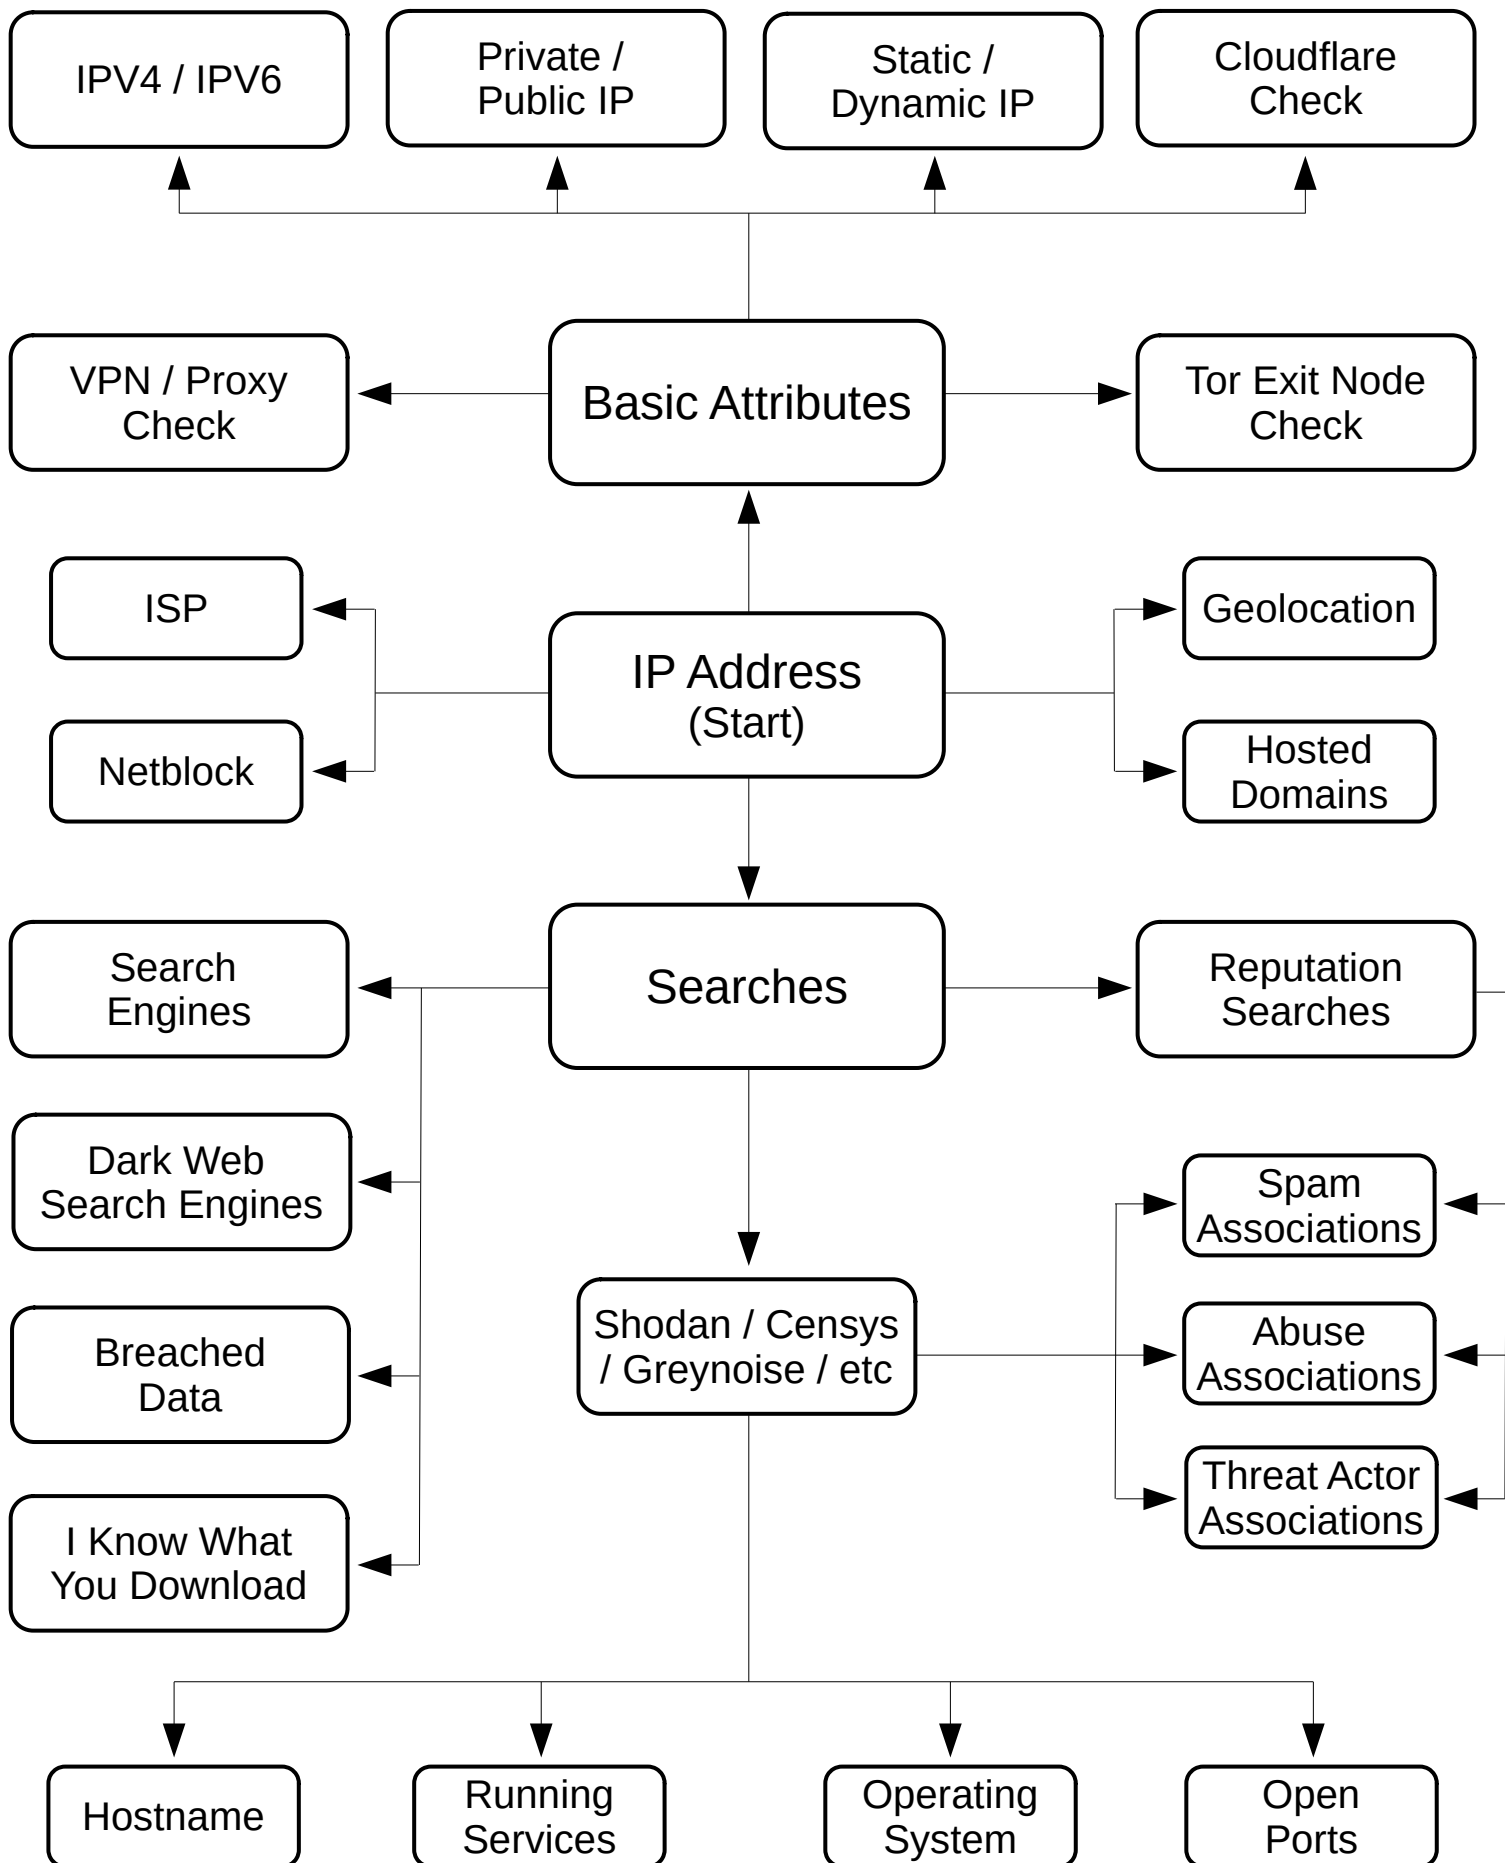 IPV4 / IPV6
Private /
Public IP
Static /
Dynamic IP
Cloudflare
Check
VPN / Proxy
Check
Basic Attributes
Tor Exit Node
Check
ISP
IP Address
(Start)
Geolocation
Netblock
Hosted
Domains
Search
Engines
Searches
Reputation
Searches
Dark Web
Search Engines
Spam
Associations
Breached
Data
Shodan / Censys
/ Greynoise / etc
Abuse
Associations
Threat Actor
Associations
I Know What
You Download
Hostname
Running
Services
Operating
System
Open
Ports